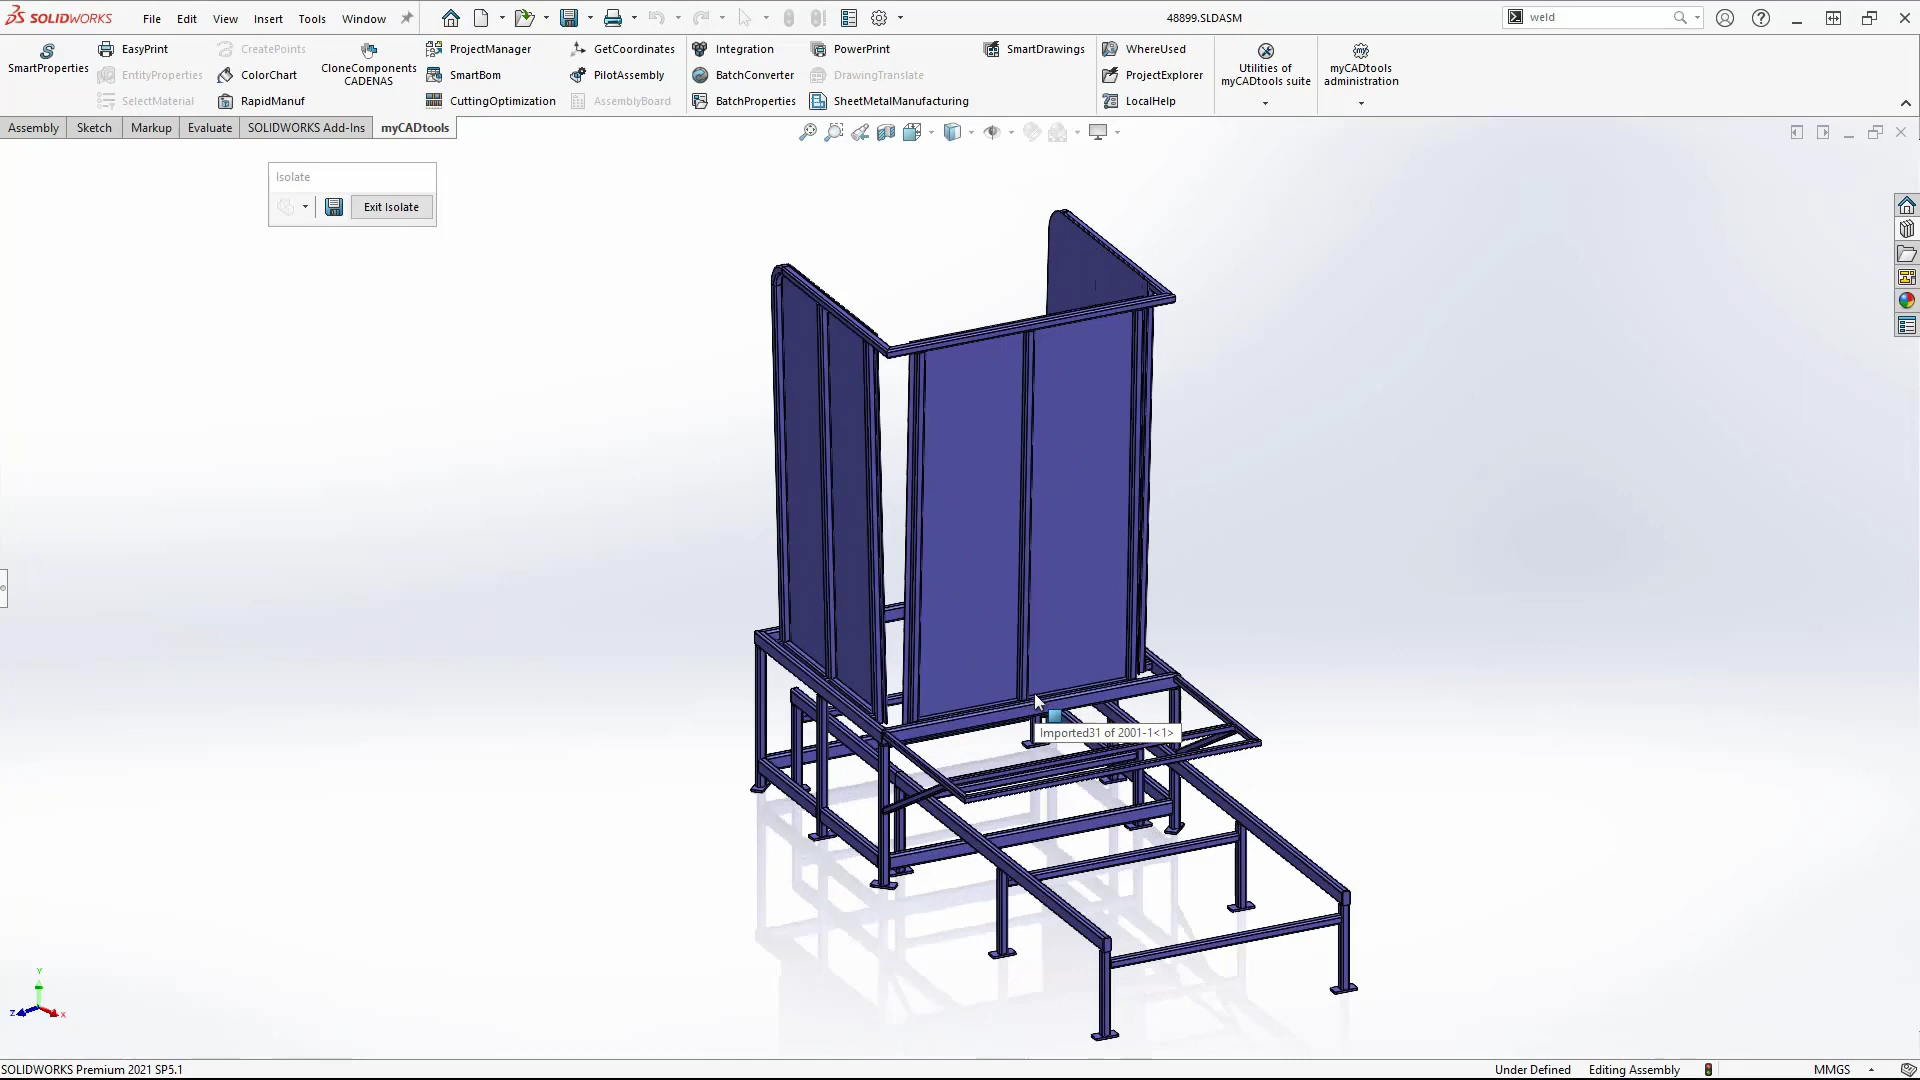 SOLIDWORKS File Edit View Insert Tools Window 48899.SLDASM weld
SmartProperties
EasyPrint
EntityProperties
SelectMaterial
CreatePoints
ColorChart
RapidManuf
CloneComponents
CADENAS
ProjectManager
SmartBom
CuttingOptimization
GetCoordinates
PilotAssembly
AssemblyBoard
Integration
BatchConverter
BatchProperties
PowerPrint
DrawingTranslate
SheetMetalManufacturing
SmartDrawings
WhereUsed
ProjectExplorer
LocalHelp
Utilities of
myCADtools suite
myCADtools
administration
Assembly Sketch Markup Evaluate SOLIDWORKS Add-Ins myCADtools
Isolate
Exit Isolate
Imported31 of 2001-1<1>
Y
Z X
SOLIDWORKS Premium 2021 SP5.1 Under Defined Editing Assembly MMGS